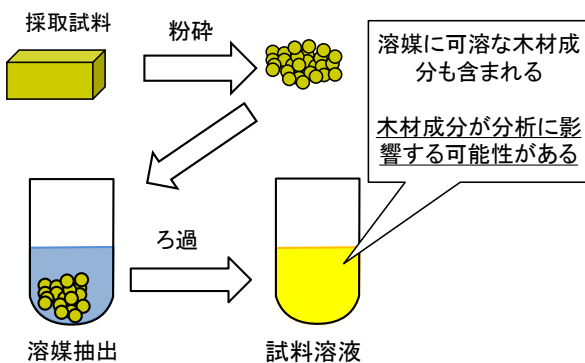 採取試料
粉砕
溶媒に可溶な木材成
分も含まれる
木材成分が分析に影
響する可能性がある
ろ過
溶媒抽出
試料溶液